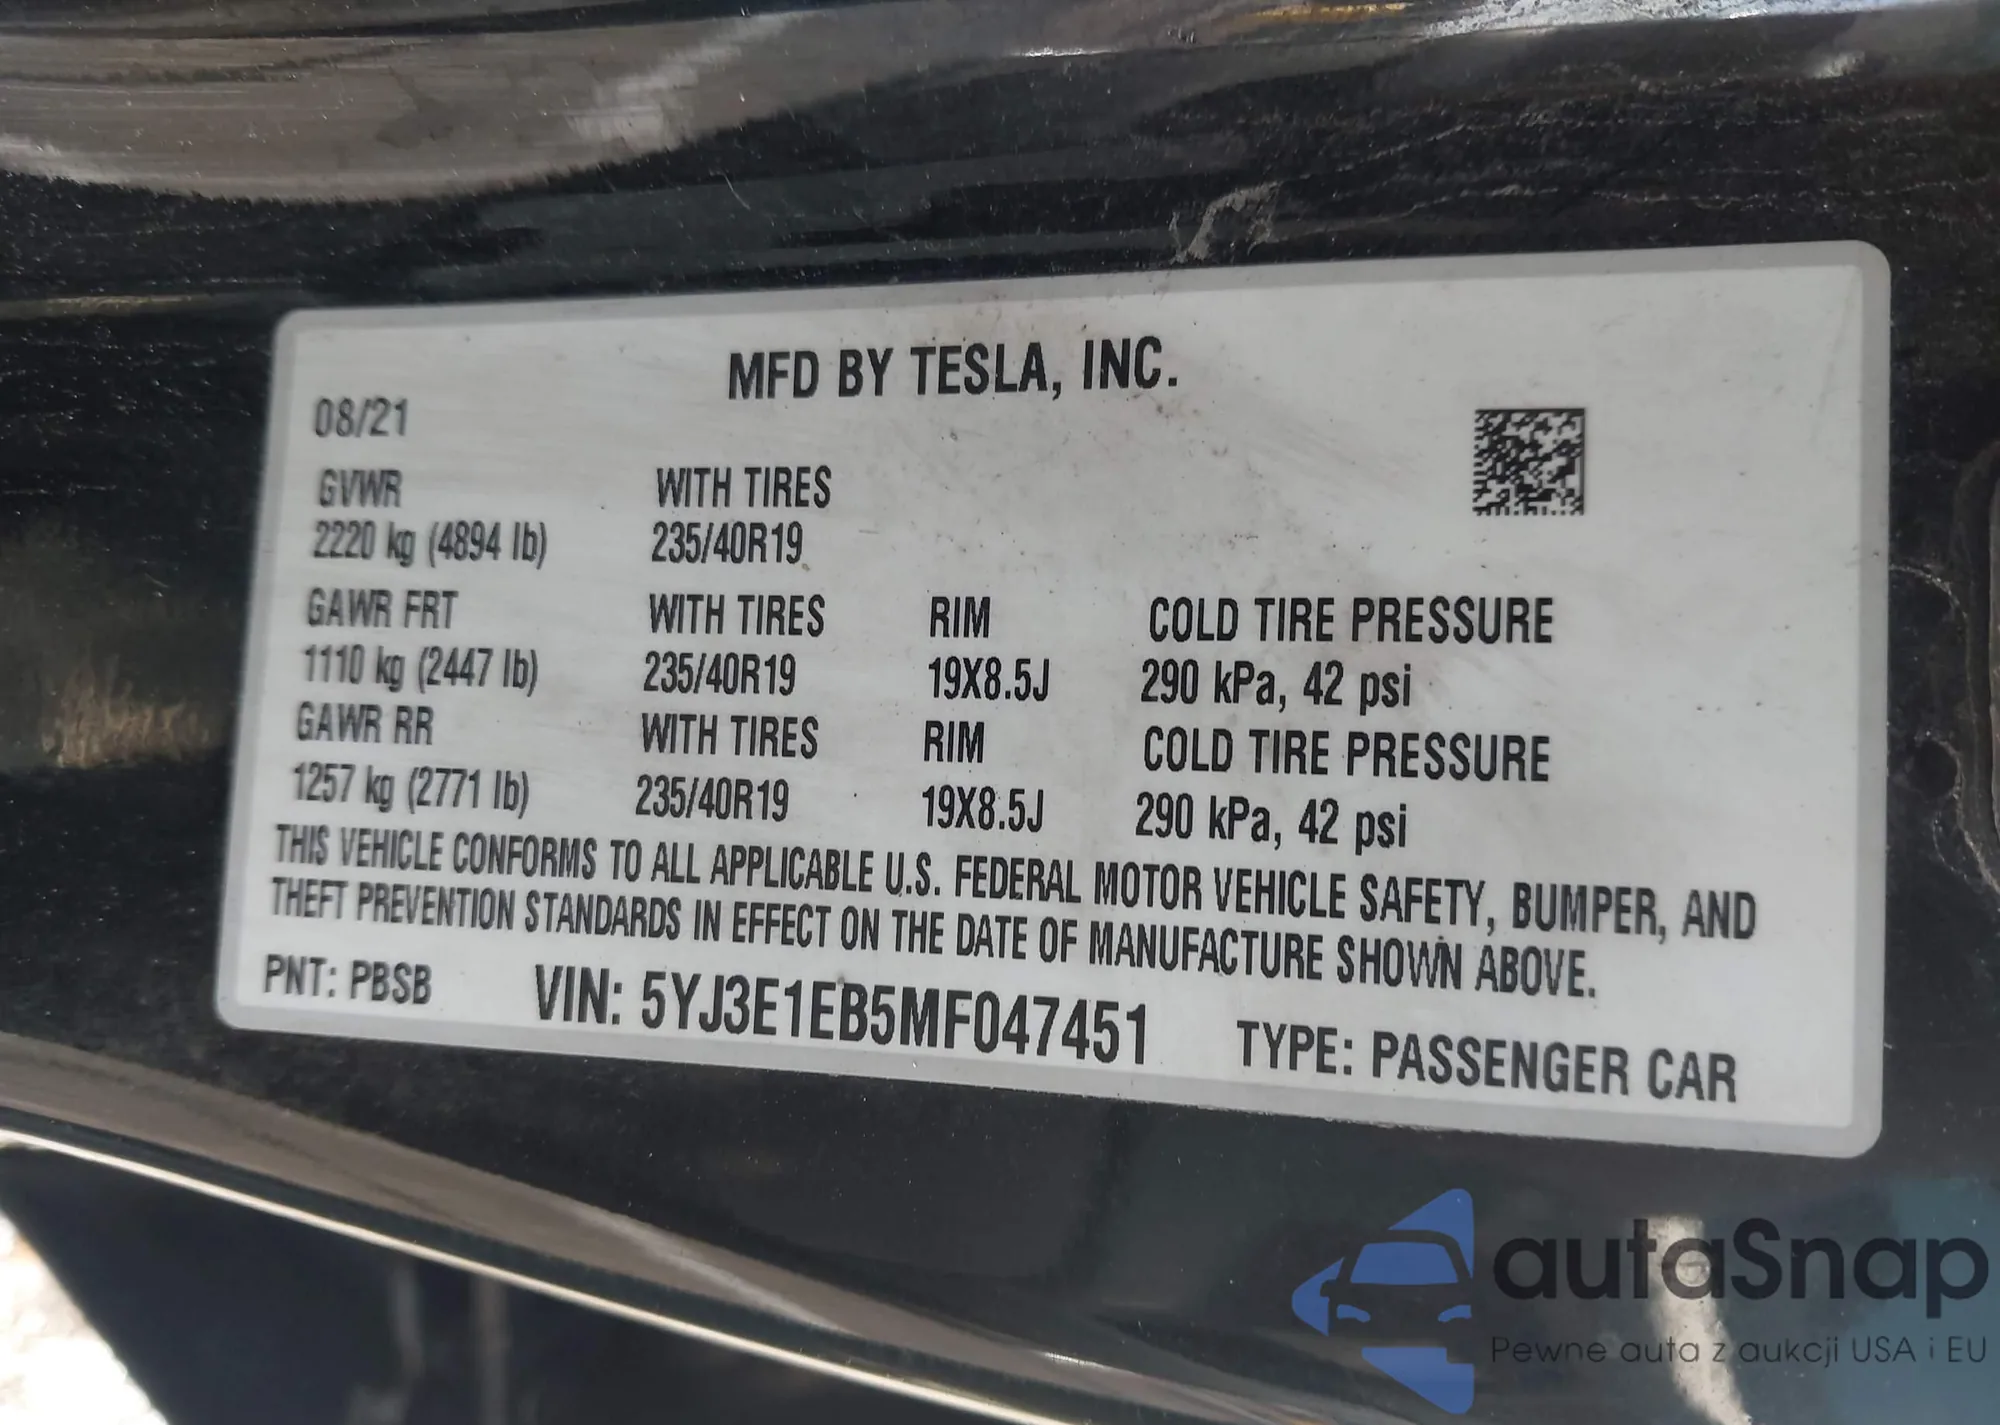 MFD BY TESLA, INC.
08/21
GVWR WITH TIRES
2220 kg (4894 lb) 235/40R19
GAWR FRT WITH TIRES RIM COLD TIRE PRESSURE
1110 kg (2447 lb) 235/40R19 19X8.5J 290 kPa, 42 psi
GAWR RR WITH TIRES RIM COLD TIRE PRESSURE
1257 kg (2771 lb) 235/40R19 19X8.5J 290 kPa, 42 psi
THIS VEHICLE CONFORMS TO ALL APPLICABLE U.S. FEDERAL MOTOR VEHICLE SAFETY, BUMPER, AND
THEFT PREVENTION STANDARDS IN EFFECT ON THE DATE OF MANUFACTURE SHOWN ABOVE.
PNT: PBSB VIN: 5YJ3E1EB5MF047451 TYPE: PASSENGER CAR
autaSnap
Pewne auta z aukcji USA i EU